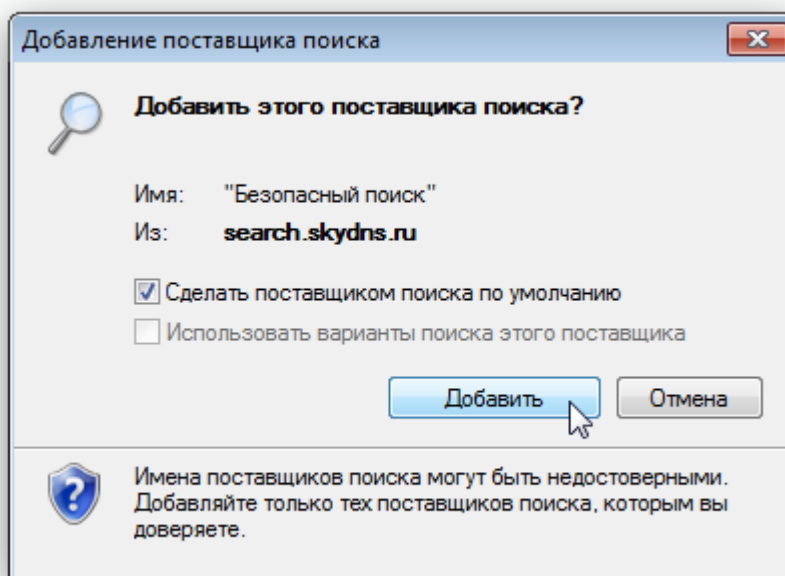 Добавление поставщика поиска
Добавить этого поставщика поиска?
Имя: "Безопасный поиск"
Из: search.skydns.ru
Сделать поставщиком поиска по умолчанию
Использовать варианты поиска этого поставщика
Добавить Отмена
Имена поставщиков поиска могут быть недостоверными.
Добавляйте только тех поставщиков поиска, которым вы
доверяете.